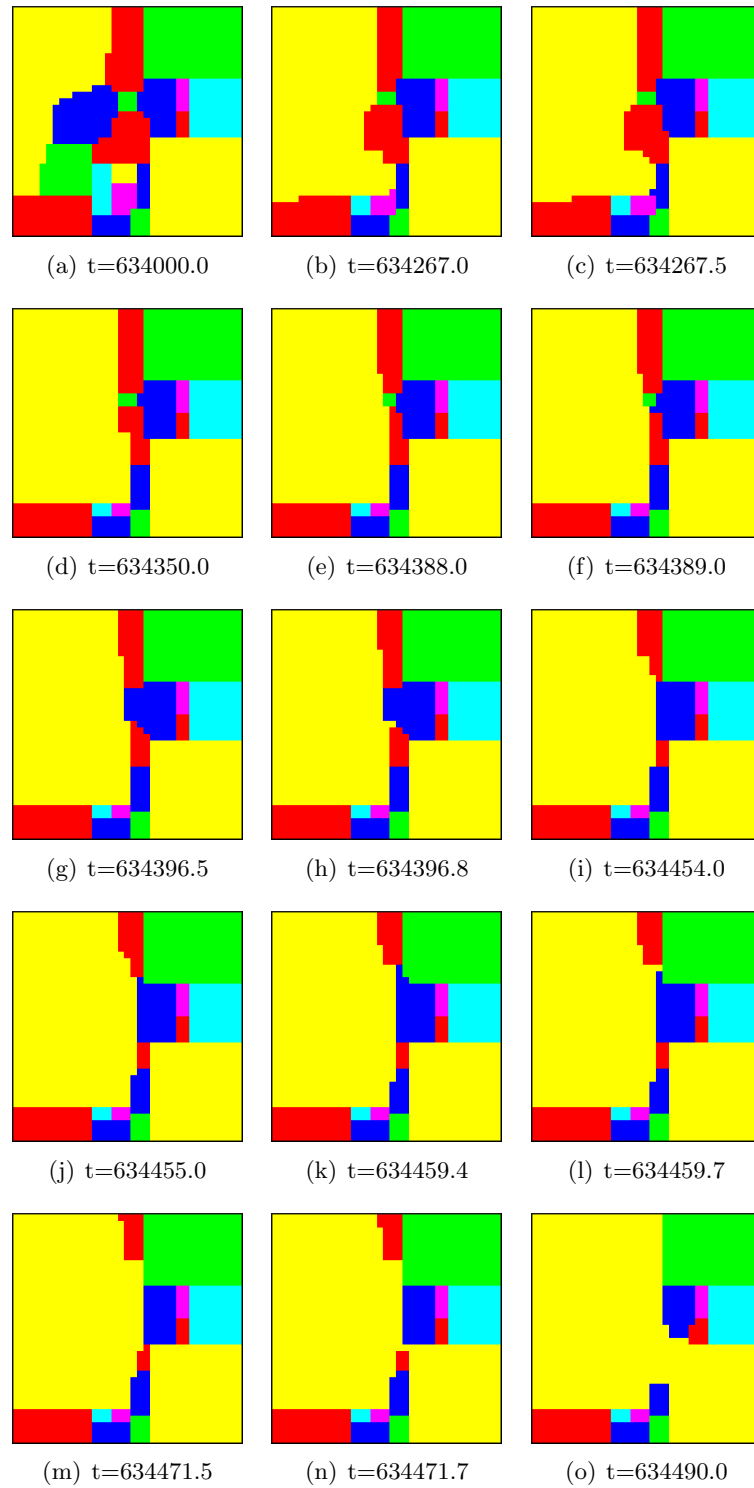 (a) t=634000.0
(b) t=634267.0
(c) t=634267.5
(d) t=634350.0
(e) t=634388.0
(f) t=634389.0
(g) t=634396.5
(h) t=634396.8
(i) t=634454.0
(j) t=634455.0
(k) t=634459.4
(l) t=634459.7
(m) t=634471.5
(n) t=634471.7
(o) t=634490.0